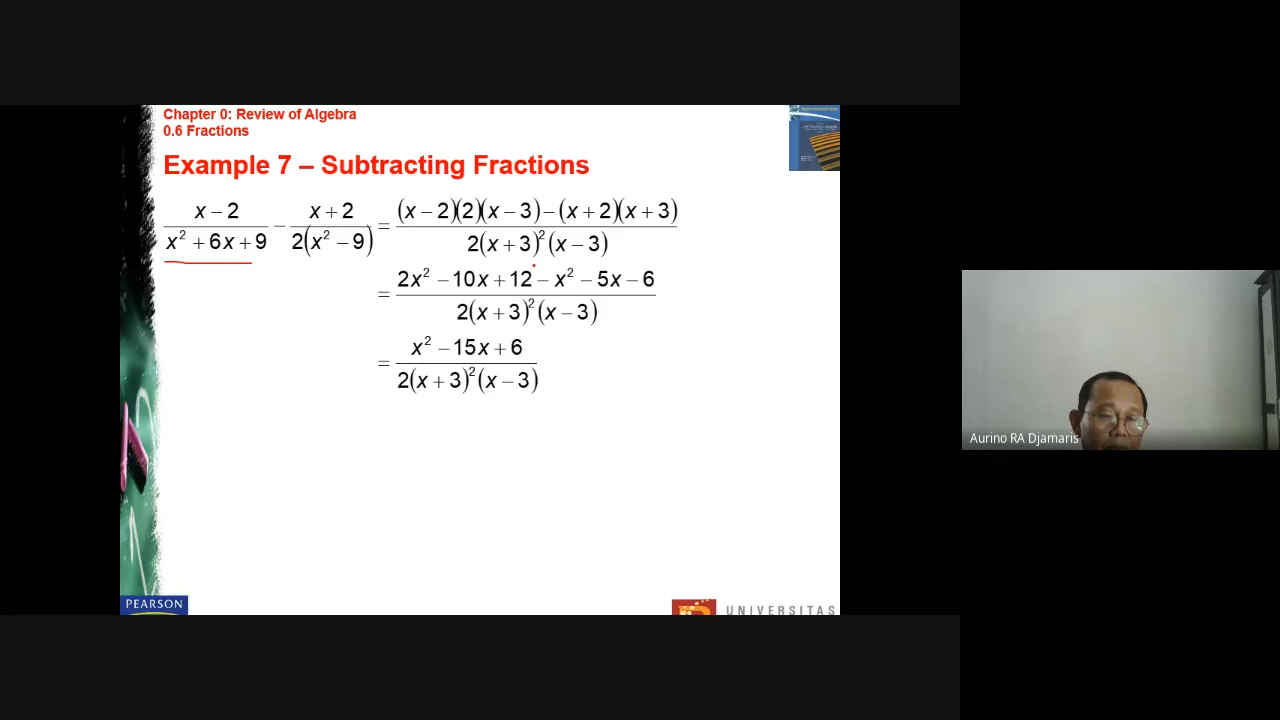 Chapter 0: Review of Algebra
0.6 Fractions
Example 7 – Subtracting Fractions
x − 2 / x² + 6x + 9 − x + 2 / 2(x² − 9) = (x − 2)(2)(x − 3) − (x + 2)(x + 3) / 2(x + 3)²(x − 3)
= 2x² − 10x + 12 − x² − 5x − 6 / 2(x + 3)²(x − 3)
= x² − 15x + 6 / 2(x + 3)²(x − 3)
Aurino RA Djamaris
PEARSON
UNIVERSITAS